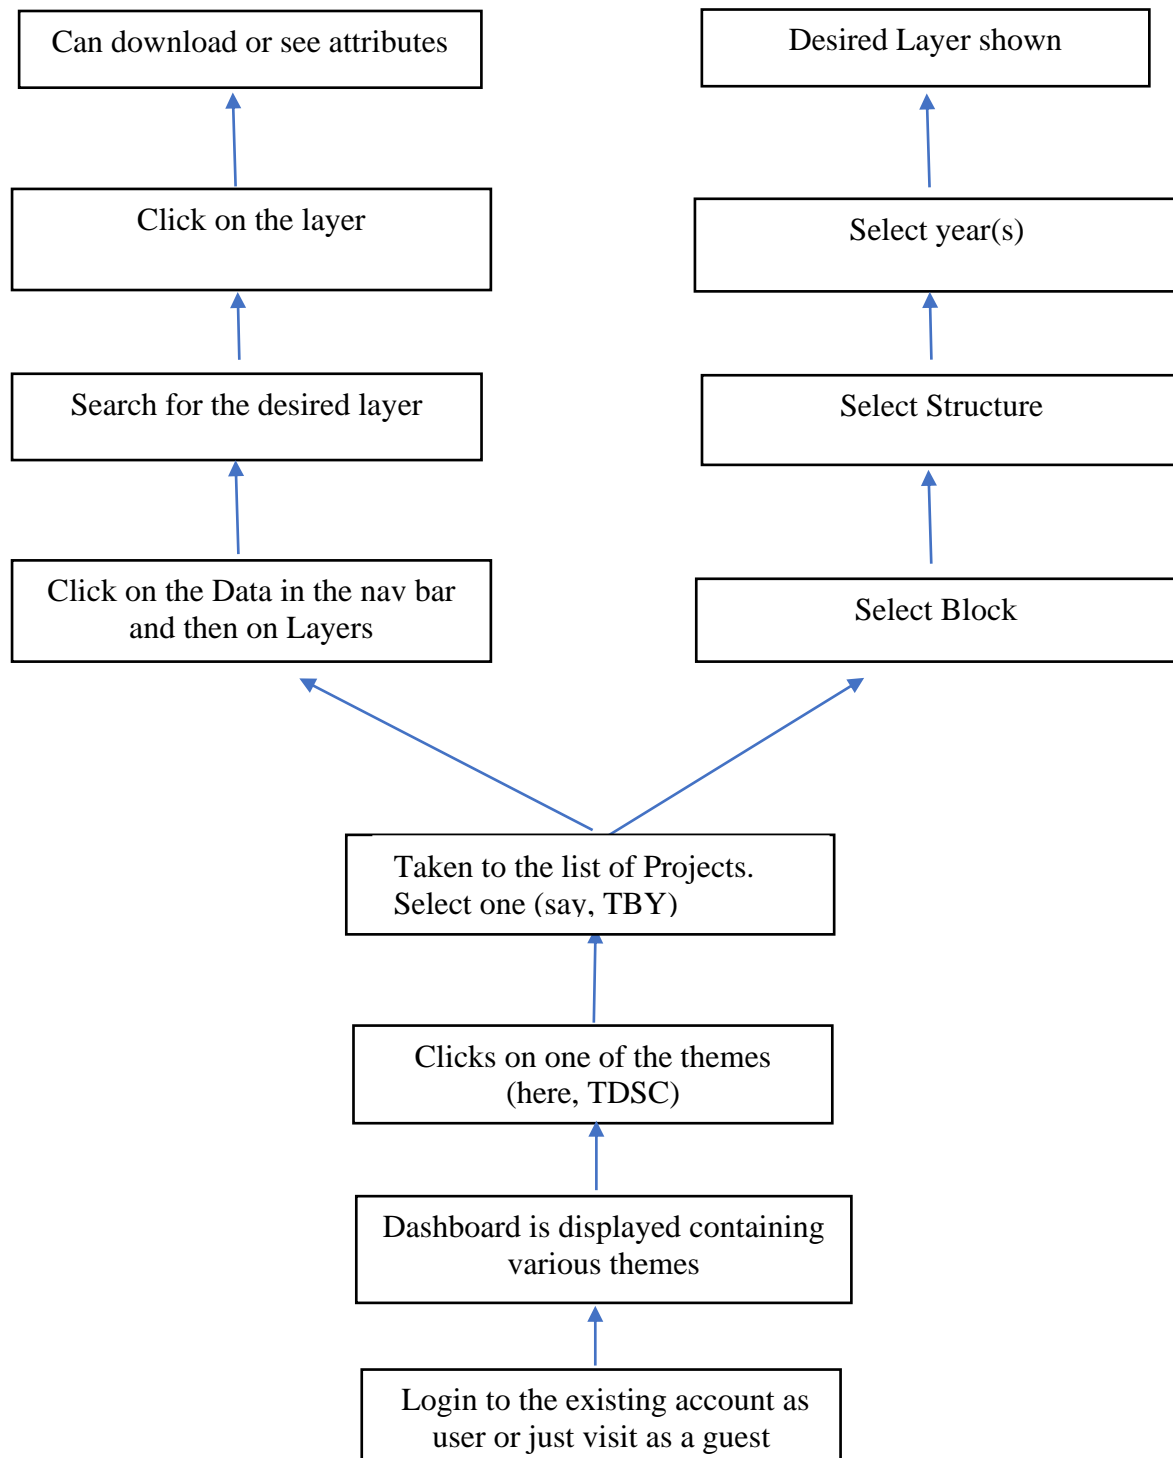 Can download or see attributes
Desired Layer shown
Click on the layer
Select year(s)
Search for the desired layer
Select Structure
Click on the Data in the nav bar
and then on Layers
Select Block
Taken to the list of Projects.
Select one (say, TBY)
Clicks on one of the themes
(here, TDSC)
Dashboard is displayed containing
various themes
Login to the existing account as
user or just visit as a guest